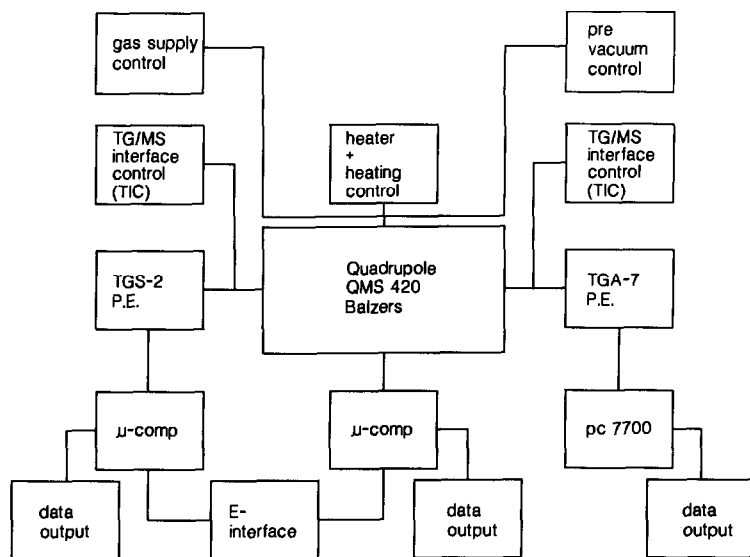 gas supply
control
pre
vacuum
control
TG/MS
interface
control
(TIC)
heater
+
heating
control
TG/MS
interface
control
(TIC)
TGS-2
P.E.
Quadrupole
QMS 420
Balzers
TGA-7
P.E.
μ-comp
μ-comp
pc 7700
data
output
E-
interface
data
output
data
output